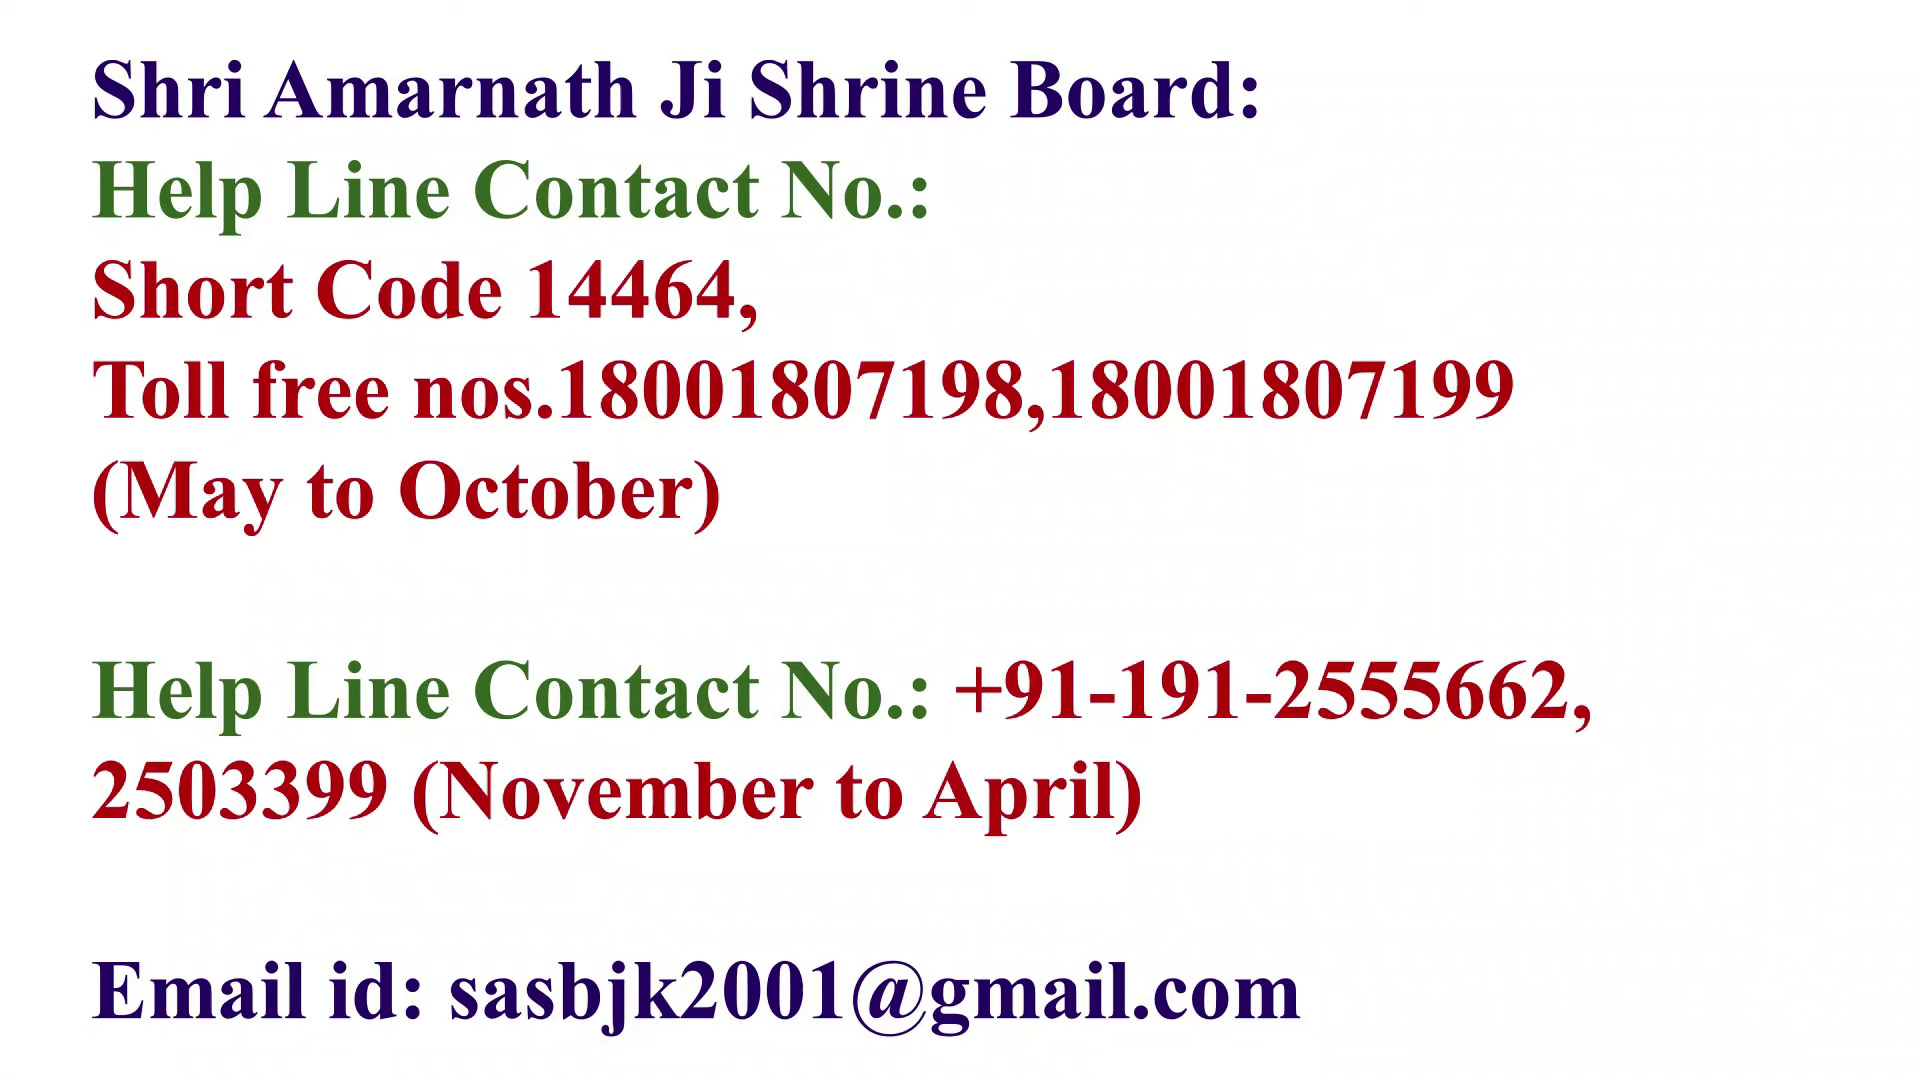 Shri Amarnath Ji Shrine Board:
Help Line Contact No.:
Short Code 14464,
Toll free nos.18001807198,18001807199
(May to October)
Help Line Contact No.: +91-191-2555662,
2503399 (November to April)
Email id: sasbjk2001@gmail.com